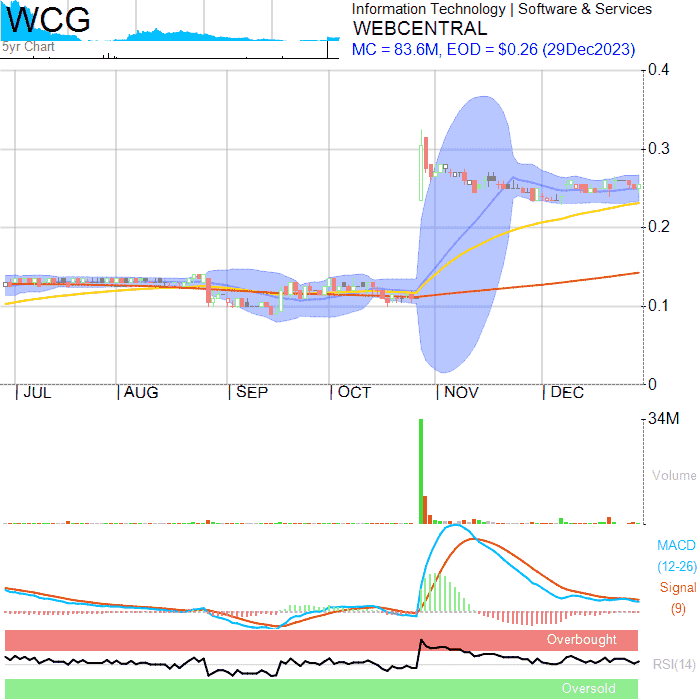 WCG
5yr Chart
Information Technology | Software & Services
WEBCENTRAL
MC = 83.6M, EOD = $0.26 (29Dec2023)
0.4
0.3
0.2
0.1
0
JUL AUG SEP OCT NOV DEC
34M
Volume
MACD
(12-26)
Signal
(9)
Overbought
RSI(14)
Oversold